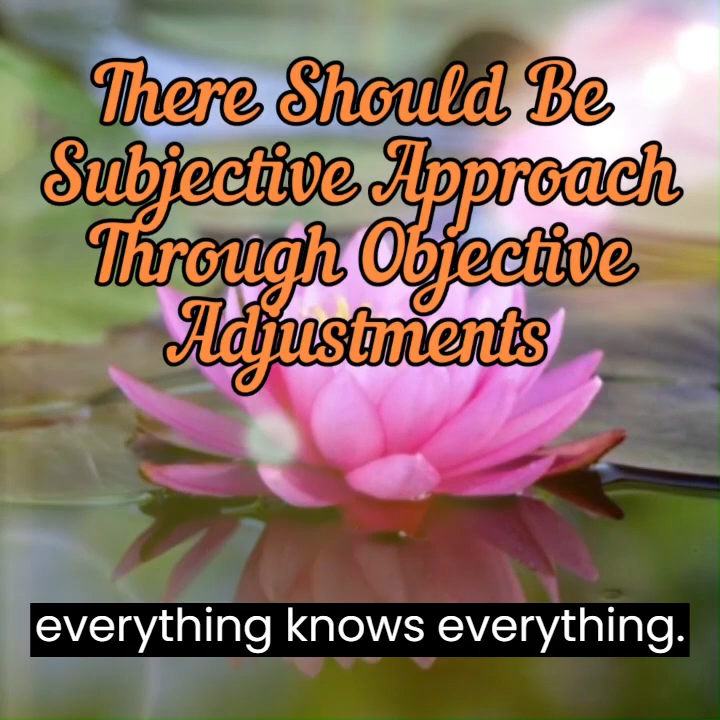 There Should Be
Subjective Approach
Through Objective
Adjustments
everything knows everything.